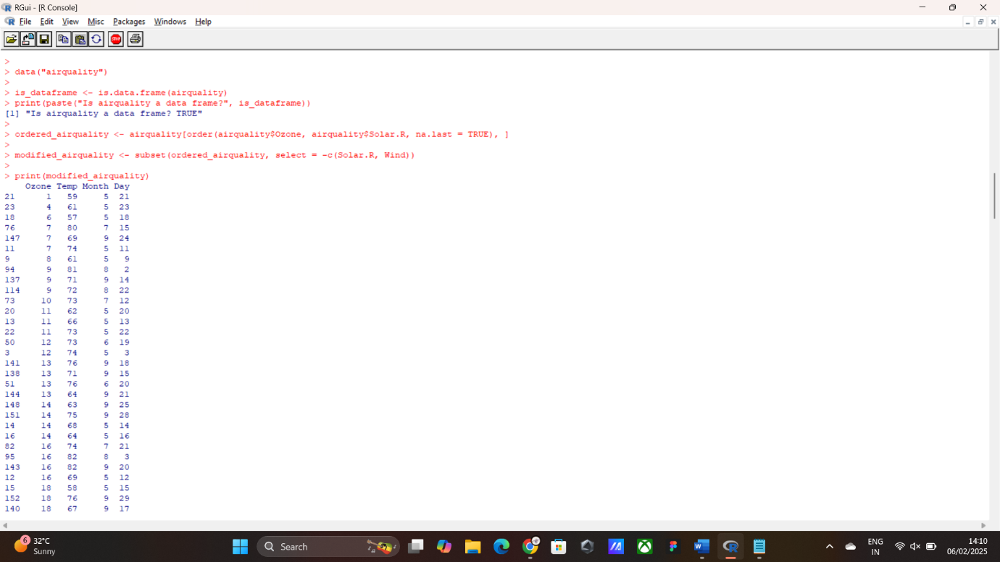 RGui - [R Console]
File Edit View Misc Packages Windows Help
STOP
>
> data("airquality")
>
> is_dataframe <- is.data.frame(airquality)
> print(paste("Is airquality a data frame?", is_dataframe))
[1] "Is airquality a data frame? TRUE"
>
> ordered_airquality <- airquality[order(airquality$Ozone, airquality$Solar.R, na.last = TRUE), ]
>
> modified_airquality <- subset(ordered_airquality, select = -c(Solar.R, Wind))
>
> print(modified_airquality)
    Ozone Temp Month Day
21      1   59     5  21
23      4   61     5  23
18      6   57     5  18
76      7   80     7  15
147     7   69     9  24
11      7   74     5  11
9       8   61     5   9
94      9   81     8   2
137     9   71     9  14
114     9   72     8  22
73     10   73     7  12
20     11   62     5  20
13     11   66     5  13
22     11   73     5  22
50     12   73     6  19
3      12   74     5   3
141    13   76     9  18
138    13   71     9  15
51     13   76     6  20
144    13   64     9  21
148    14   63     9  25
151    14   75     9  28
14     14   68     5  14
16     14   64     5  16
82     16   74     7  21
95     16   82     8   3
143    16   82     9  20
12     16   69     5  12
15     18   58     5  15
152    18   76     9  29
140    18   67     9  17
6
32°C
Sunny
Search
ENG
IN
14:10
06/02/2025